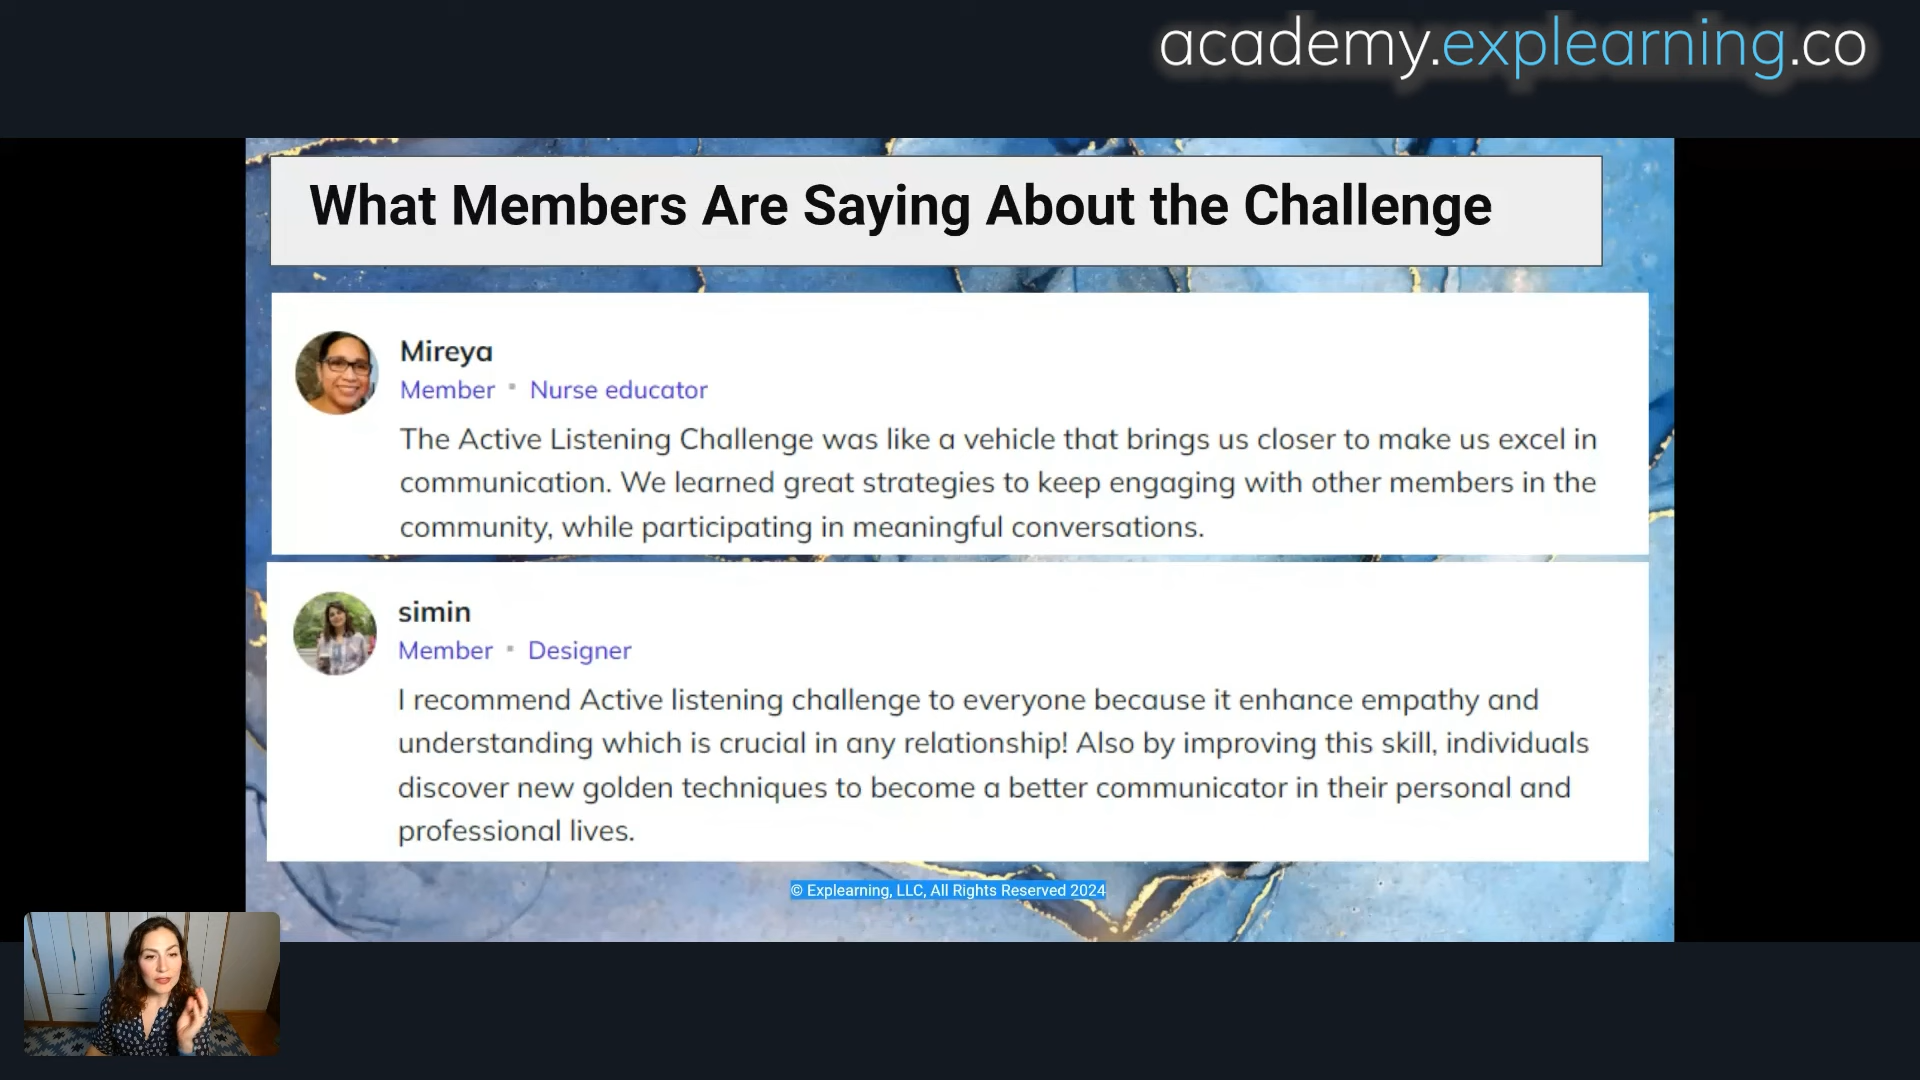 academy.explearning.co
What Members Are Saying About the Challenge
Mireya
Member ▪ Nurse educator
The Active Listening Challenge was like a vehicle that brings us closer to make us excel in
communication. We learned great strategies to keep engaging with other members in the
community, while participating in meaningful conversations.
simin
Member ▪ Designer
I recommend Active listening challenge to everyone because it enhance empathy and
understanding which is crucial in any relationship! Also by improving this skill, individuals
discover new golden techniques to become a better communicator in their personal and
professional lives.
© Explearning, LLC, All Rights Reserved 2024